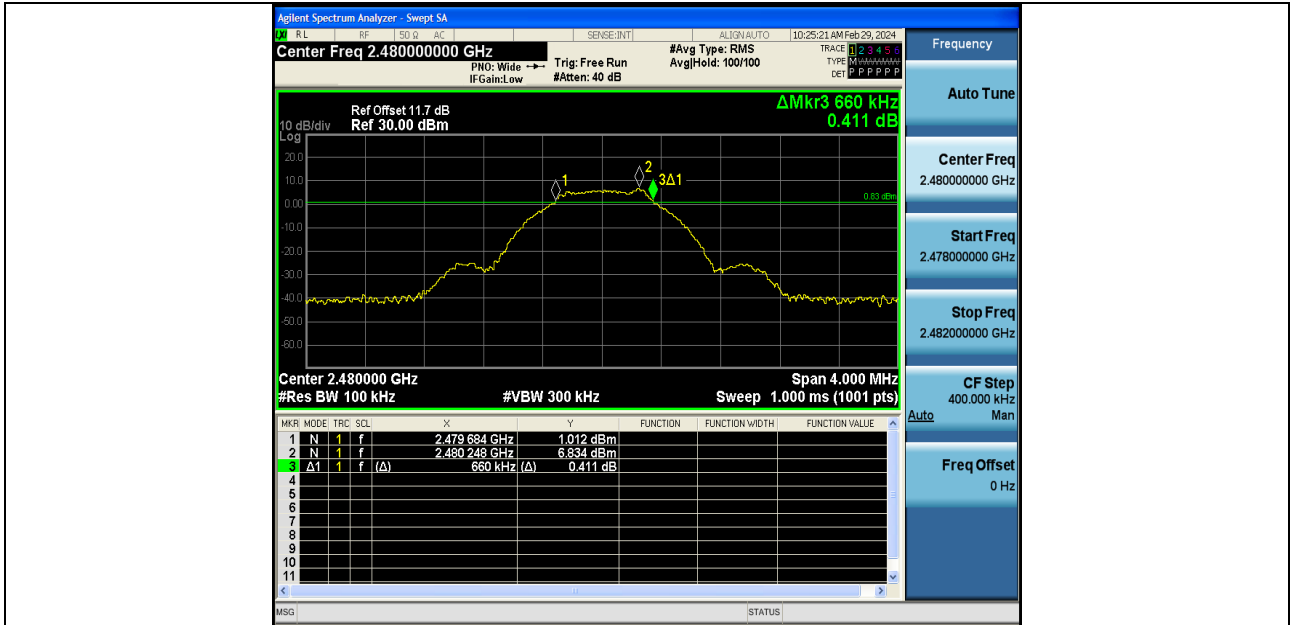 Agilent Spectrum Analyzer - Swept SA
LXI RL RF 50 Ω AC SENSE:INT ALIGN AUTO 10:25:21 AM Feb 29, 2024
Center Freq 2.480000000 GHz
#Avg Type: RMS
TRACE 1 2 3 4 5 6
PNO: Wide
Trig: Free Run
Avg|Hold: 100/100
TYPE MWWWWW
IFGain:Low
#Atten: 40 dB
DET P P P P P P
ΔMkr3 660 kHz
0.411 dB
Ref Offset 11.7 dB
10 dB/div Ref 30.00 dBm
Log
20.0
10.0
0.00
-10.0
-20.0
-30.0
-40.0
-50.0
-60.0
1
2
3Δ1
0.83 dBm
Center 2.480000 GHz Span 4.000 MHz
#Res BW 100 kHz #VBW 300 kHz Sweep 1.000 ms (1001 pts)
MKR MODE TRC SCL X Y FUNCTION FUNCTION WIDTH FUNCTION VALUE
1 N 1 f 2.479 684 GHz 1.012 dBm
2 N 1 f 2.480 248 GHz 6.834 dBm
3 Δ1 1 f (Δ) 660 kHz (Δ) 0.411 dB
4
5
6
7
8
9
10
11
MSG STATUS
Frequency
Auto Tune
Center Freq
2.480000000 GHz
Start Freq
2.478000000 GHz
Stop Freq
2.482000000 GHz
CF Step
400.000 kHz
Auto Man
Freq Offset
0 Hz